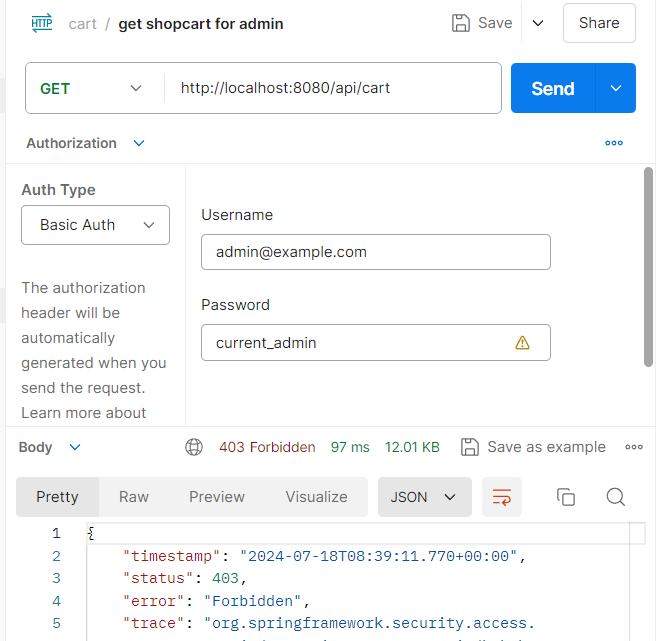 HTTP cart / get shopcart for admin Save Share
GET http://localhost:8080/api/cart Send
Authorization
Auth Type
Basic Auth
Username
admin@example.com
The authorization
header will be
automatically
generated when you
send the request.
Learn more about
Password
current_admin
Body 403 Forbidden 97 ms 12.01 KB Save as example
Pretty Raw Preview Visualize JSON
1 {
2 "timestamp": "2024-07-18T08:39:11.770+00:00",
3 "status": 403,
4 "error": "Forbidden",
5 "trace": "org.springframework.security.access.